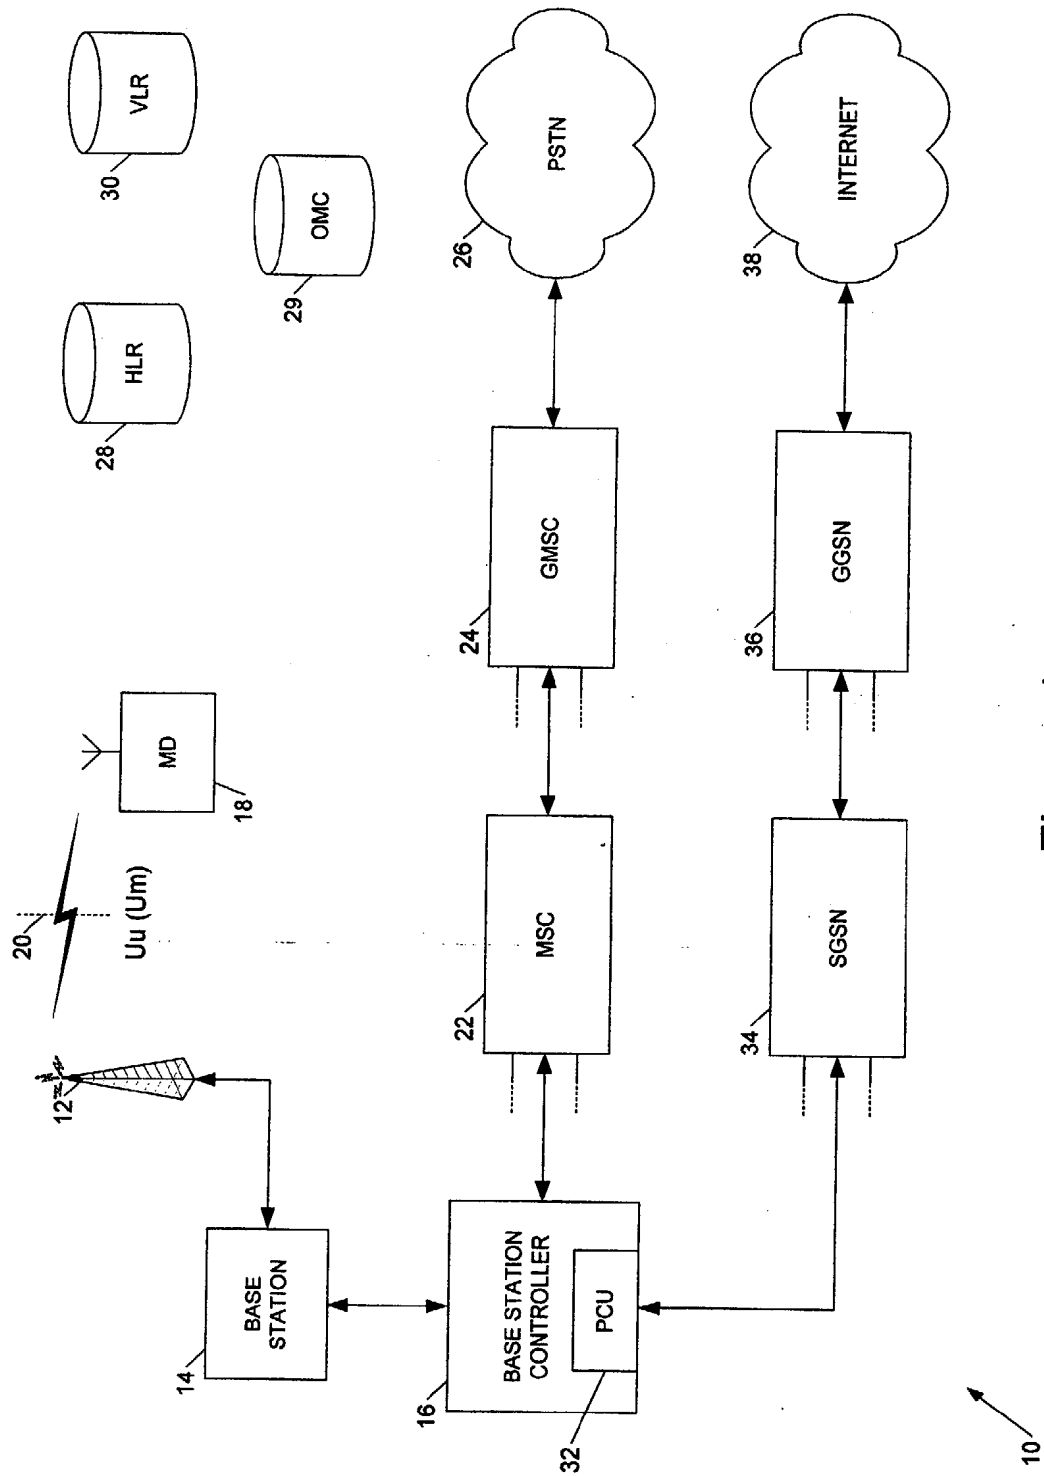 20
Uu (Um)
12
MD
18
HLR
28
VLR
30
OMC
29
BASE
STATION
14
BASE STATION
CONTROLLER
16
PCU
32
MSC
22
GMSC
24
PSTN
26
SGSN
34
GGSN
36
INTERNET
38
10